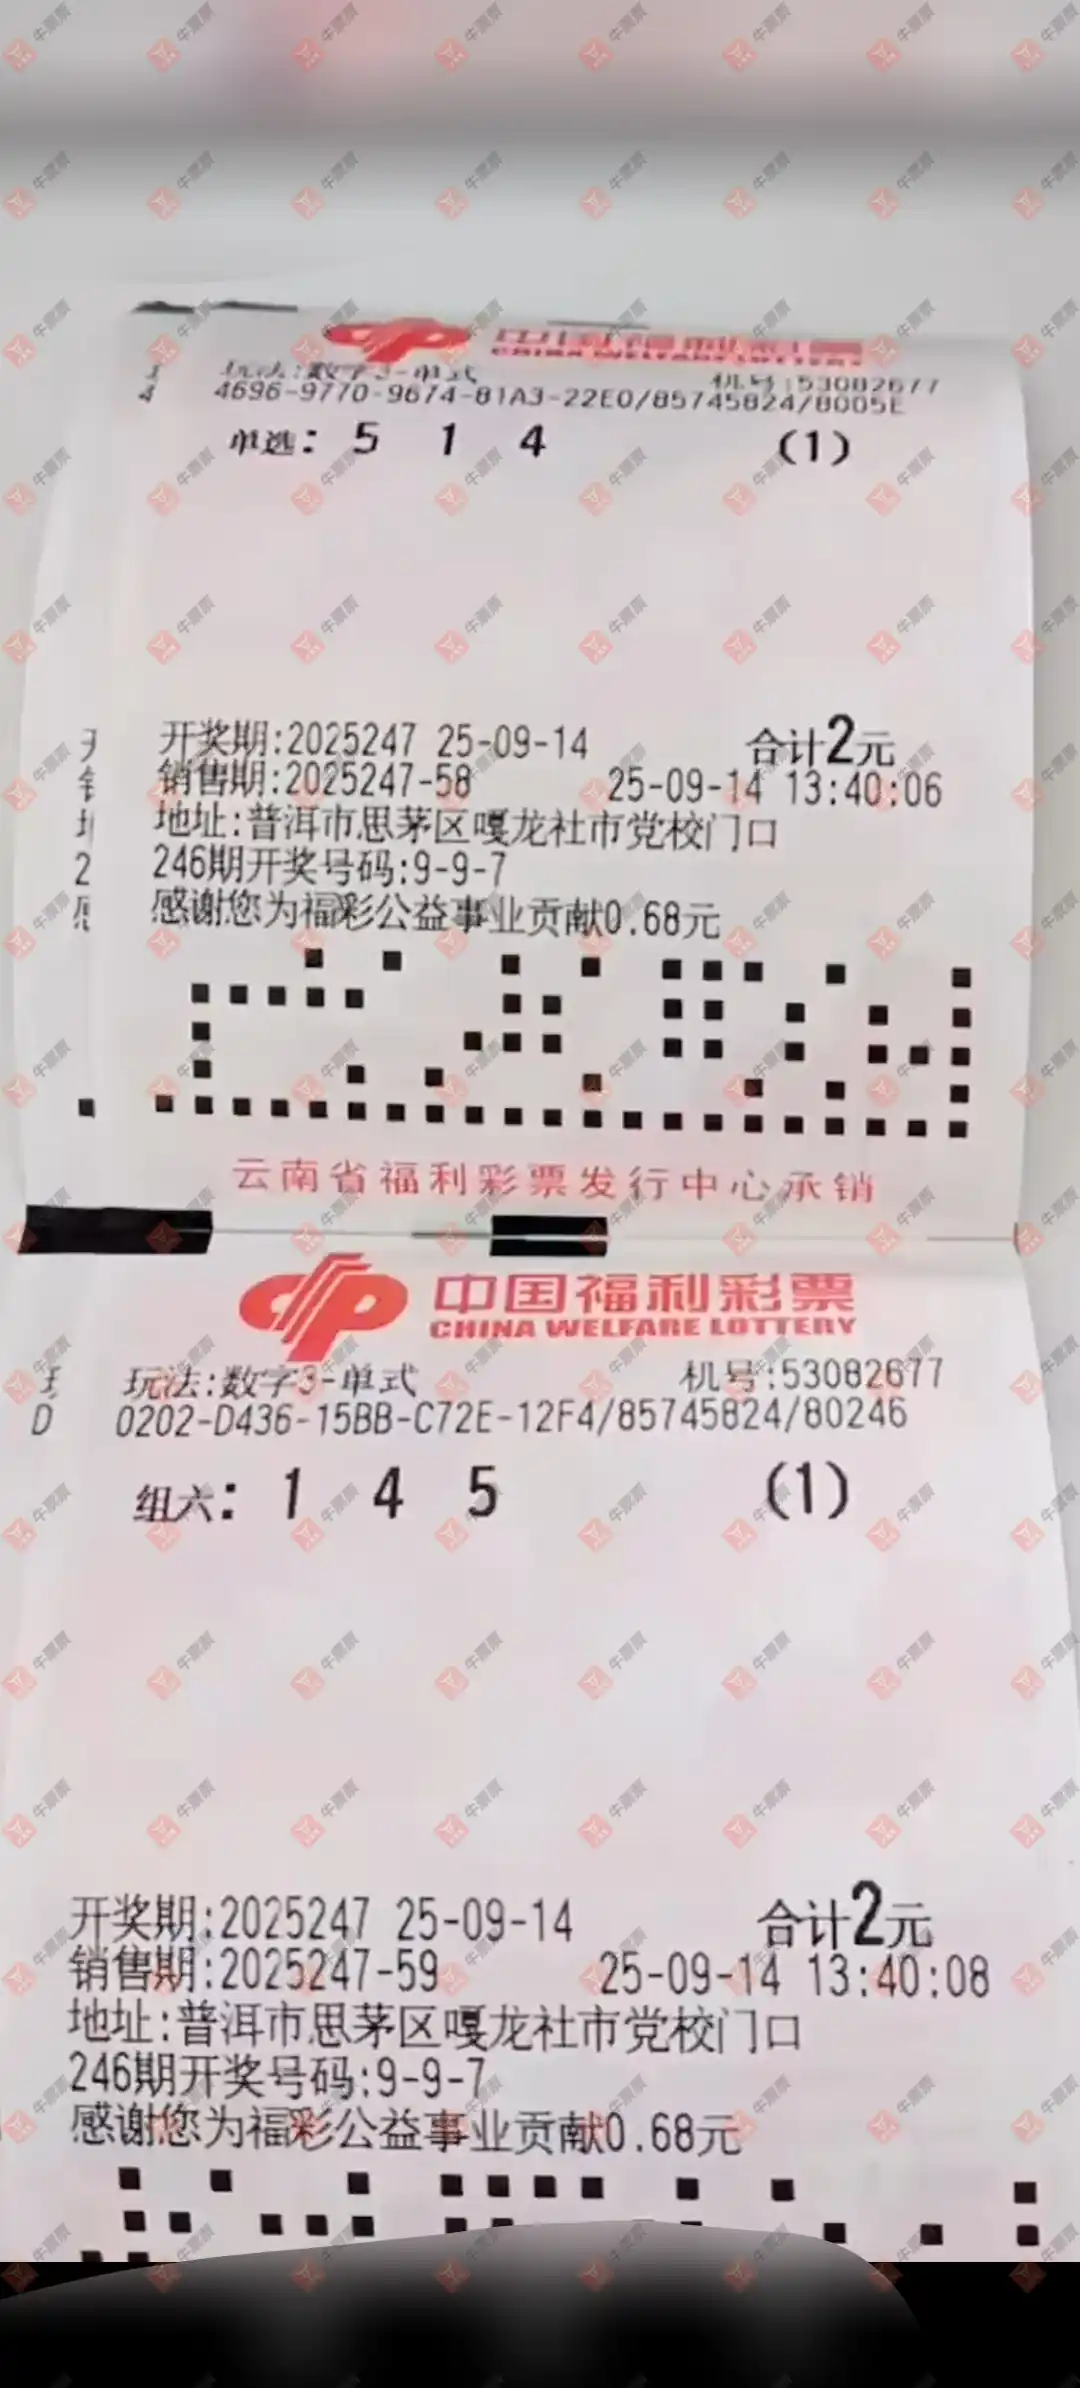 中国福利彩票
CHINA WELFARE LOTTERY
玩法:数字3-单式 机号:53082677
4696-9770-9674-81A3-22E0/85745824/8005E
单选: 5 1 4 (1)
开奖期:2025247 25-09-14 合计2元
销售期:2025247-58 25-09-14 13:40:06
地址:普洱市思茅区嘎龙社市党校门口
246期开奖号码:9-9-7
感谢您为福彩公益事业贡献0.68元
云南省福利彩票发行中心承销
中国福利彩票
CHINA WELFARE LOTTERY
玩法:数字3-单式 机号:53082677
0202-D436-15BB-C72E-12F4/85745824/80246
组六: 1 4 5 (1)
开奖期:2025247 25-09-14 合计2元
销售期:2025247-59 25-09-14 13:40:08
地址:普洱市思茅区嘎龙社市党校门口
246期开奖号码:9-9-7
感谢您为福彩公益事业贡献0.68元